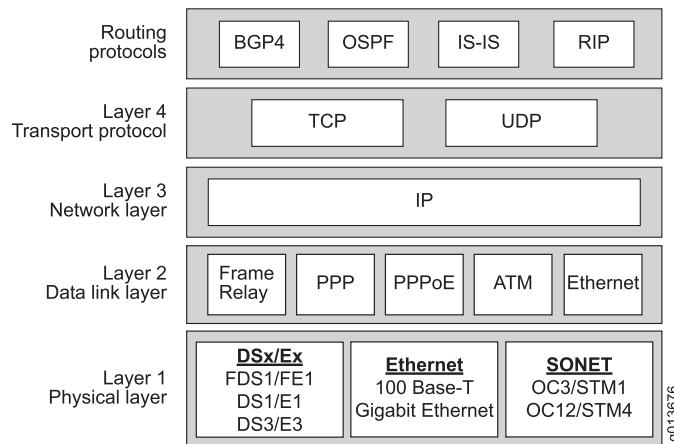 Routing
protocols
BGP4
OSPF
IS-IS
RIP
Layer 4
Transport protocol
TCP
UDP
Layer 3
Network layer
IP
Layer 2
Data link layer
Frame
Relay
PPP
PPPoE
ATM
Ethernet
Layer 1
Physical layer
DSx/Ex
FDS1/FE1
DS1/E1
DS3/E3
Ethernet
100 Base-T
Gigabit Ethernet
SONET
OC3/STM1
OC12/STM4
g013676